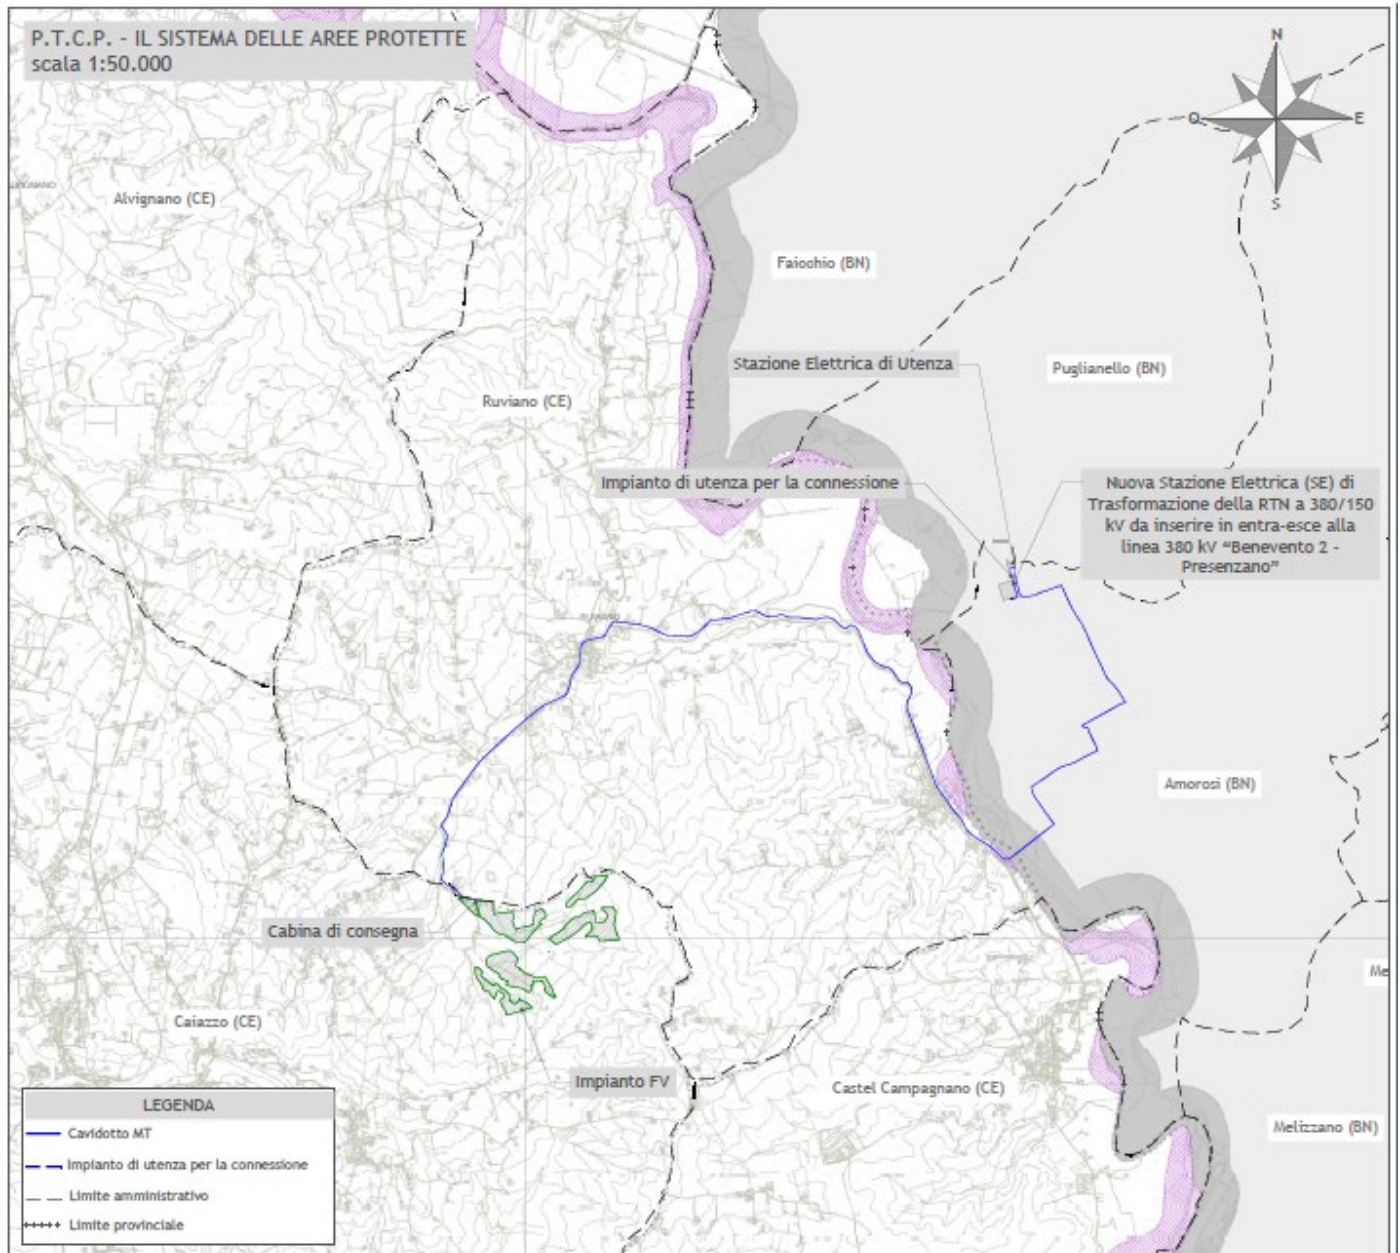 P.T.C.P. - IL SISTEMA DELLE AREE PROTETTE
scala 1:50.000
N
O
E
S
Alvignano (CE)
Faiochio (BN)
Stazione Elettrica di Utenza
Puglianello (BN)
Ruviano (CE)
Impianto di utenza per la connessione
Nuova Stazione Elettrica (SE) di
Trasformazione della RTN a 380/150
kV da inserire in entra-esce alla
linea 380 kV “Benevento 2 -
Presenzano”
Amorosi (BN)
Cabina di consegna
Me
Caiazzo (CE)
Impianto FV
Castel Campagnano (CE)
Melizzano (BN)
LEGENDA
Cavidotto MT
Impianto di utenza per la connessione
Limite amministrativo
Limite provinciale